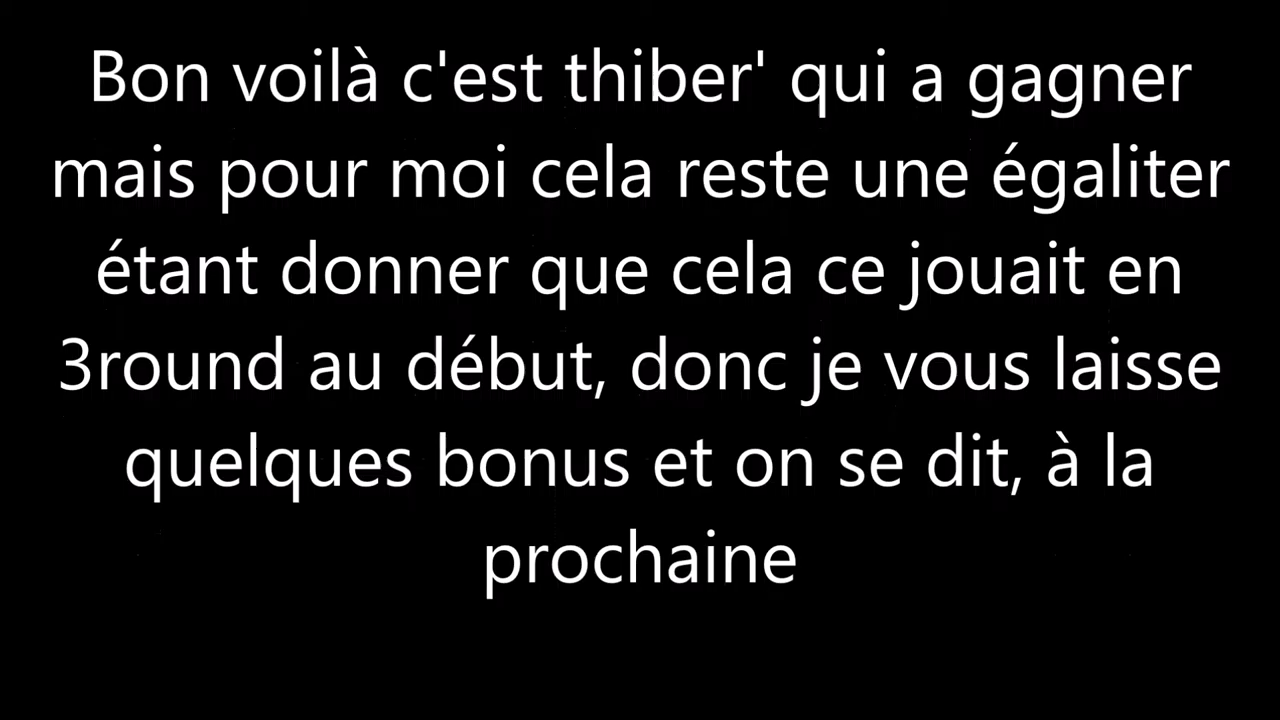 Bon voilà c'est thiber' qui a gagner
mais pour moi cela reste une égaliter
étant donner que cela ce jouait en
3round au début, donc je vous laisse
quelques bonus et on se dit, à la
prochaine